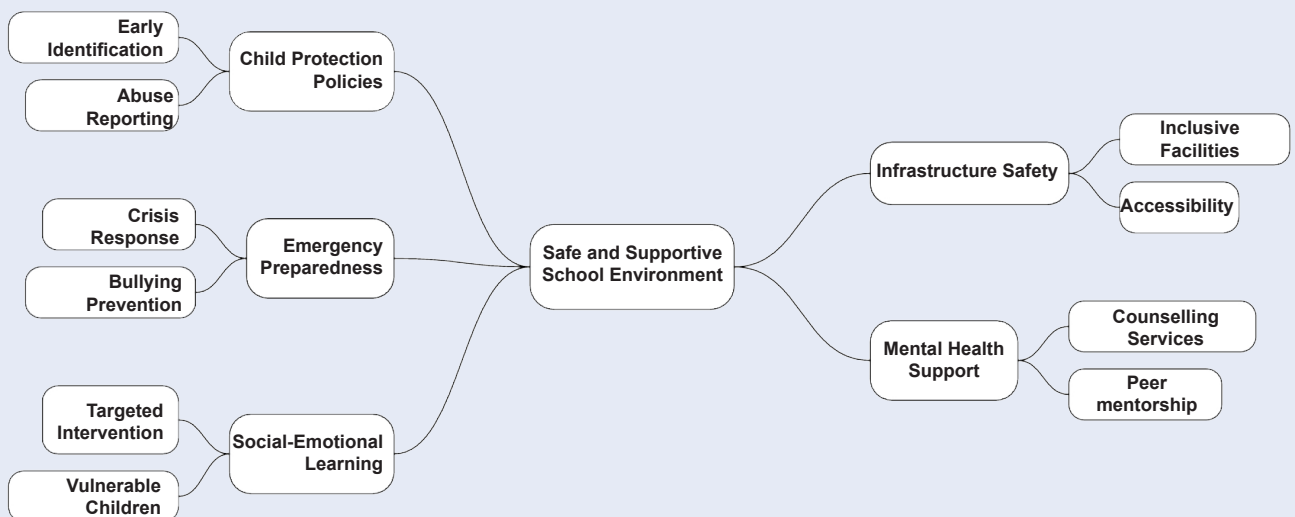 Early
Identification
Abuse
Reporting
Child Protection
Policies
Crisis
Response
Bullying
Prevention
Emergency
Preparedness
Targeted
Intervention
Vulnerable
Children
Social-Emotional
Learning
Safe and Supportive
School Environment
Infrastructure Safety
Inclusive
Facilities
Accessibility
Mental Health
Support
Counselling
Services
Peer
mentorship